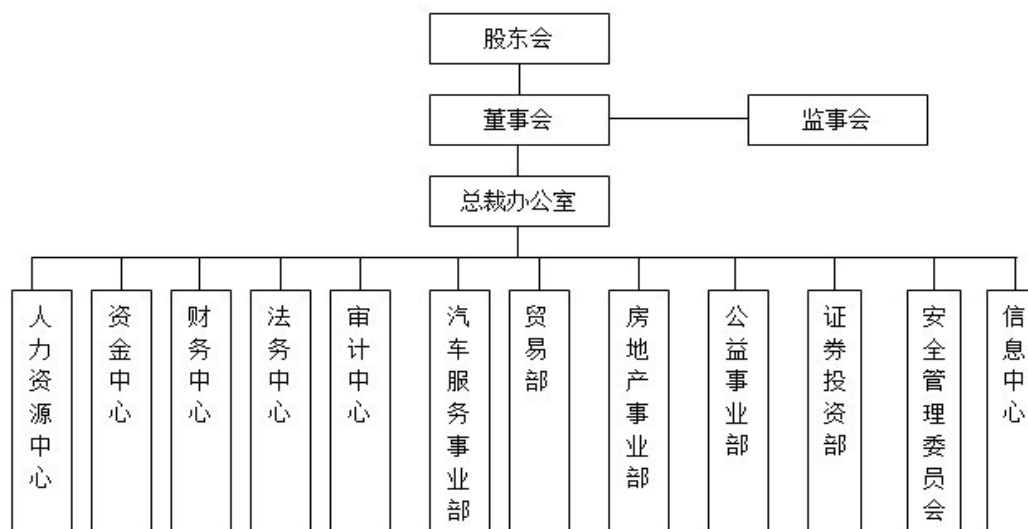 股东会
董事会
监事会
总裁办公室
人力资源中心
资金中心
财务中心
法务中心
审计中心
汽车服务事业部
贸易部
房地产事业部
公益事业部
证券投资部
安全管理委员会
信息中心